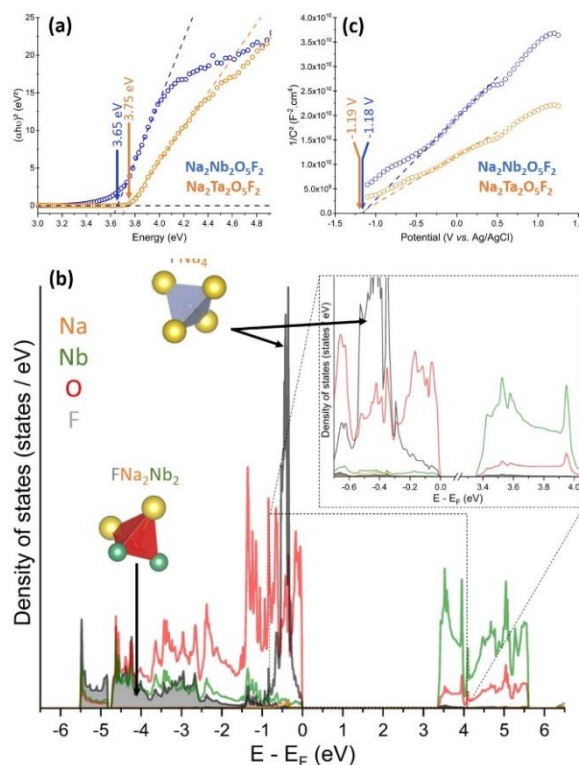 (a)
(αhυ)² (eV²)
25
20
15
10
5
0
3.65 eV
3.75 eV
Na₂Nb₂O₅F₂
Na₂Ta₂O₅F₂
3.0 3.2 3.4 3.6 3.8 4.0 4.2 4.4 4.6 4.8
Energy (eV)
(c)
1/C² (F⁻².cm⁴)
4.0x10¹⁰
3.5x10¹⁰
3.0x10¹⁰
2.5x10¹⁰
2.0x10¹⁰
1.5x10¹⁰
1.0x10¹⁰
5.0x10⁹
0.0
-1.19 V
-1.18 V
Na₂Nb₂O₅F₂
Na₂Ta₂O₅F₂
-1.5 -1.0 -0.5 0.0 0.5 1.0 1.5
Potential (V vs. Ag/AgCl)
(b)
FNa₄
Na
Nb
O
F
FNa₂Nb₂
Density of states (states / eV)
-6 -5 -4 -3 -2 -1 0 1 2 3 4 5 6
E - E_F (eV)
Density of states (states / eV)
-0.6 -0.4 -0.2 0.0 3.4 3.6 3.8 4.0
E - E_F (eV)